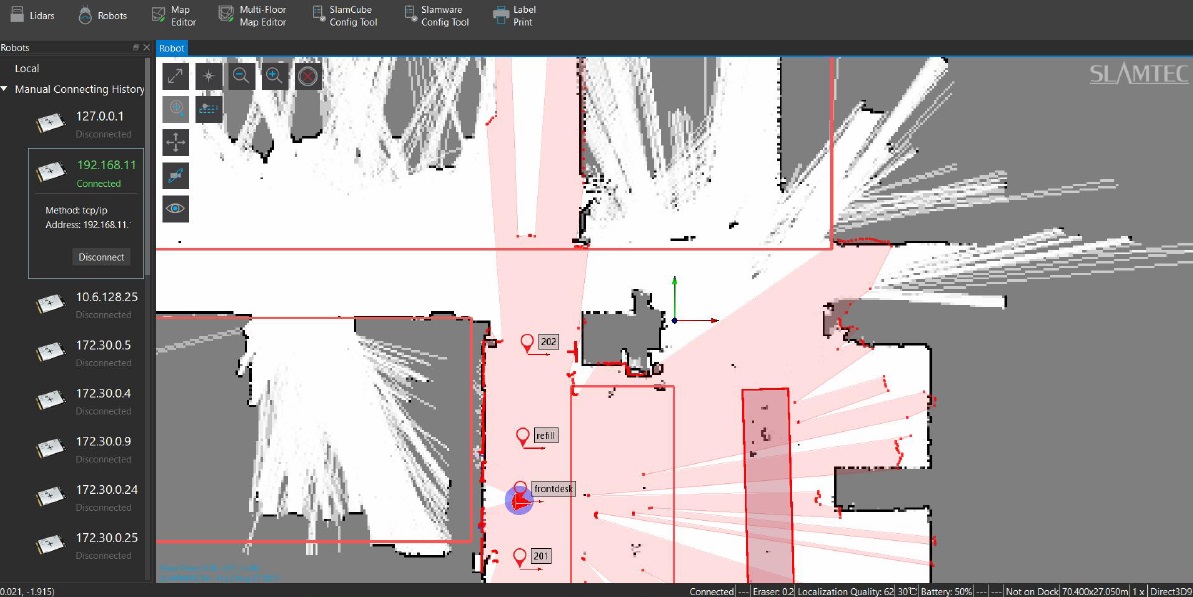 Lidars
Robots
Map
Editor
Multi-Floor
Map Editor
SlamCube
Config Tool
Slamware
Config Tool
Label
Print
Robots
Robot
Local
Manual Connecting History
127.0.0.1
Disconnected
192.168.11
Connected
Method: tcp/ip
Address: 192.168.11.
Disconnect
10.6.128.25
Disconnected
172.30.0.5
Disconnected
172.30.0.4
Disconnected
172.30.0.9
Disconnected
172.30.0.24
Disconnected
172.30.0.25
Disconnected
SLAMTEC
202
refill
frontdesk
201
0.021, -1.915)
Connected --- Eraser: 0.2 Localization Quality: 62 30℃ Battery: 50% --- --- Not on Dock 70.400x27.050m 1 x Direct3D9